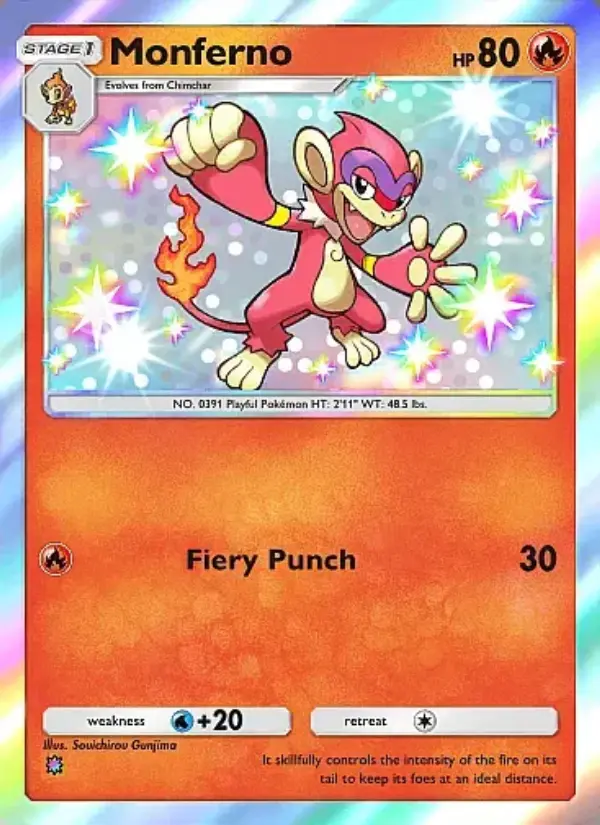 STAGE 1 Monferno HP 80
Evolves from Chimchar
NO. 0391 Playful Pokémon HT: 2'11" WT: 48.5 lbs.
Fiery Punch 30
weakness +20 retreat
Illus. Souichirou Gunjima
It skillfully controls the intensity of the fire on its
tail to keep its foes at an ideal distance.